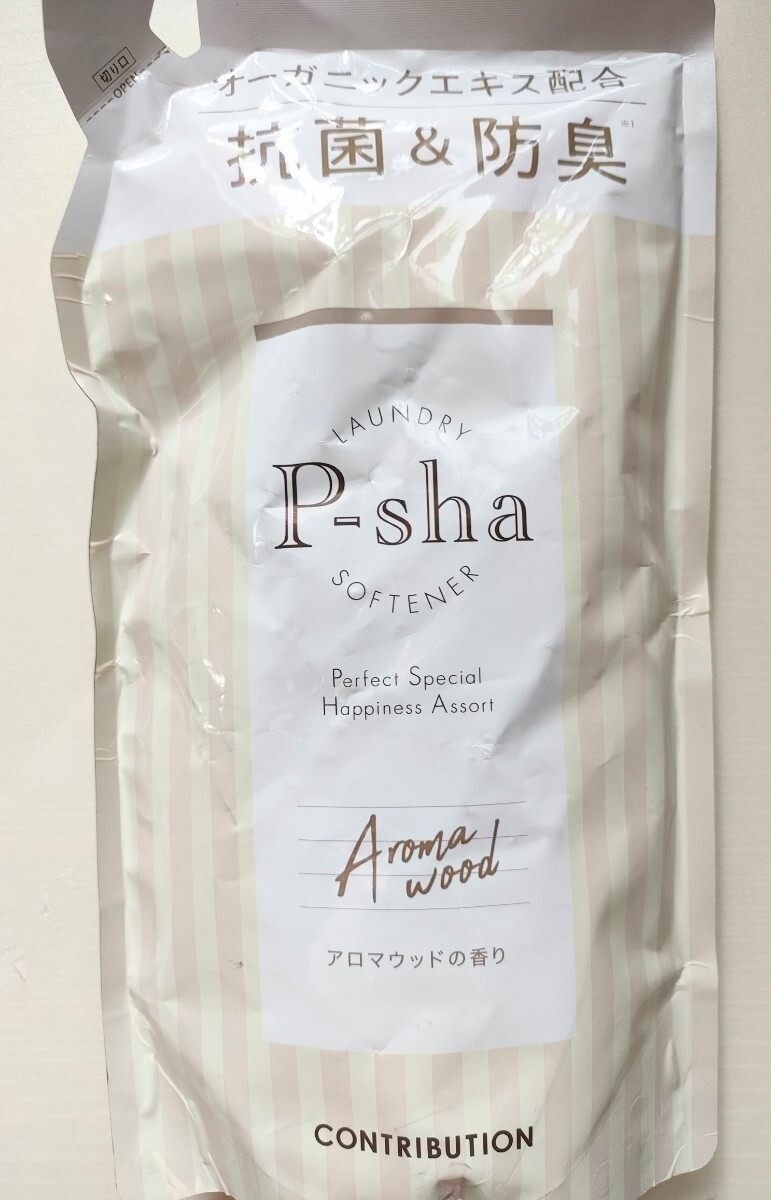 切り口
OPEN
オーガニックエキス配合
抗菌&防臭※1
LAUNDRY
P-sha
SOFTENER
Perfect Special
Happiness Assort
Aroma
wood
アロマウッドの香り
CONTRIBUTION